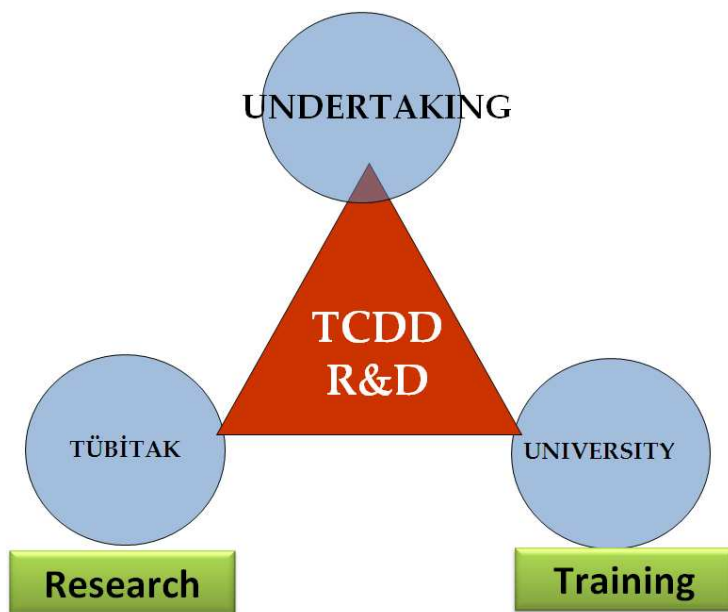 UNDERTAKING
TCDD
R&D
TÜBİTAK
UNIVERSITY
Research
Training